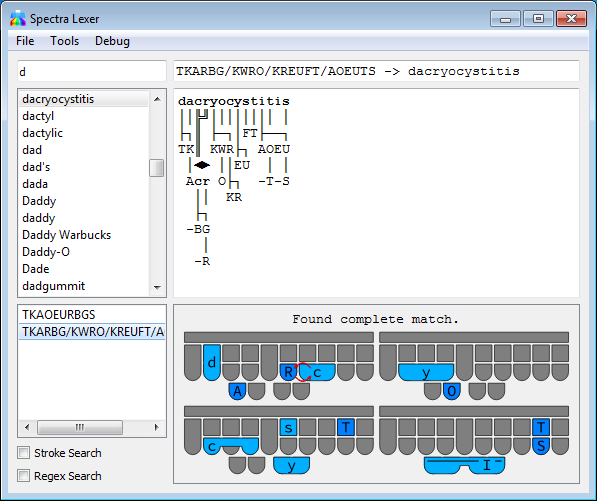 Spectra Lexer
File Tools Debug
d
TKARBG/KWRO/KREUFT/AOEUTS -> dacryocystitis
dacryocystitis
dactyl
dactylic
dad
dad's
dada
Daddy
daddy
Daddy Warbucks
Daddy-O
Dade
dadgummit
dacryocystitis
FT
TK KWR AOEU
EU
Acr O -T-S
KR
-BG
-R
TKAOEURBGS
TKARBG/KWRO/KREUFT/A
Stroke Search
Regex Search
Found complete match.
d R c y
A O
s T T
c S
y I